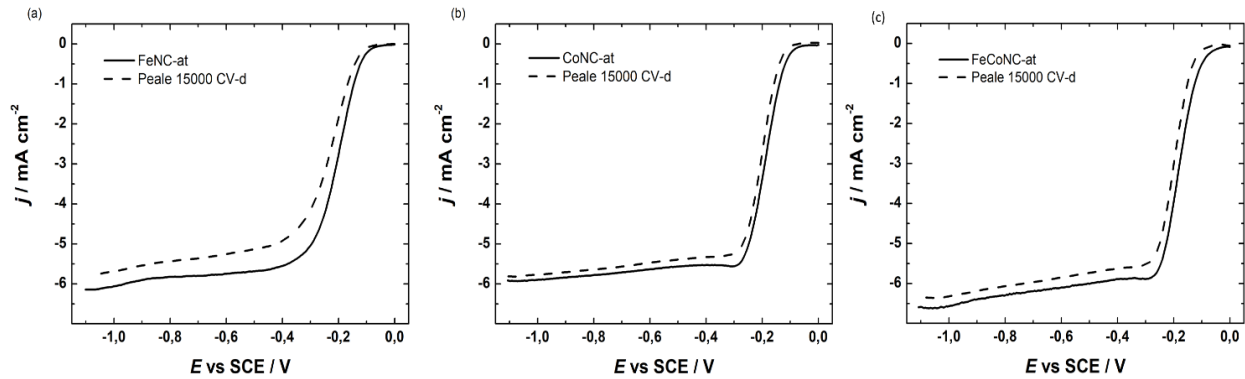 (a)
FeNC-at
Peale 15000 CV-d
0
-1
-2
-3
-4
-5
-6
j / mA cm⁻²
-1,0
-0,8
-0,6
-0,4
-0,2
0,0
E vs SCE / V
(b)
CoNC-at
Peale 15000 CV-d
0
-1
-2
-3
-4
-5
-6
j / mA cm⁻²
-1,0
-0,8
-0,6
-0,4
-0,2
0,0
E vs SCE / V
(c)
FeCoNC-at
Peale 15000 CV-d
0
-1
-2
-3
-4
-5
-6
j / mA cm⁻²
-1,0
-0,8
-0,6
-0,4
-0,2
0,0
E vs SCE / V